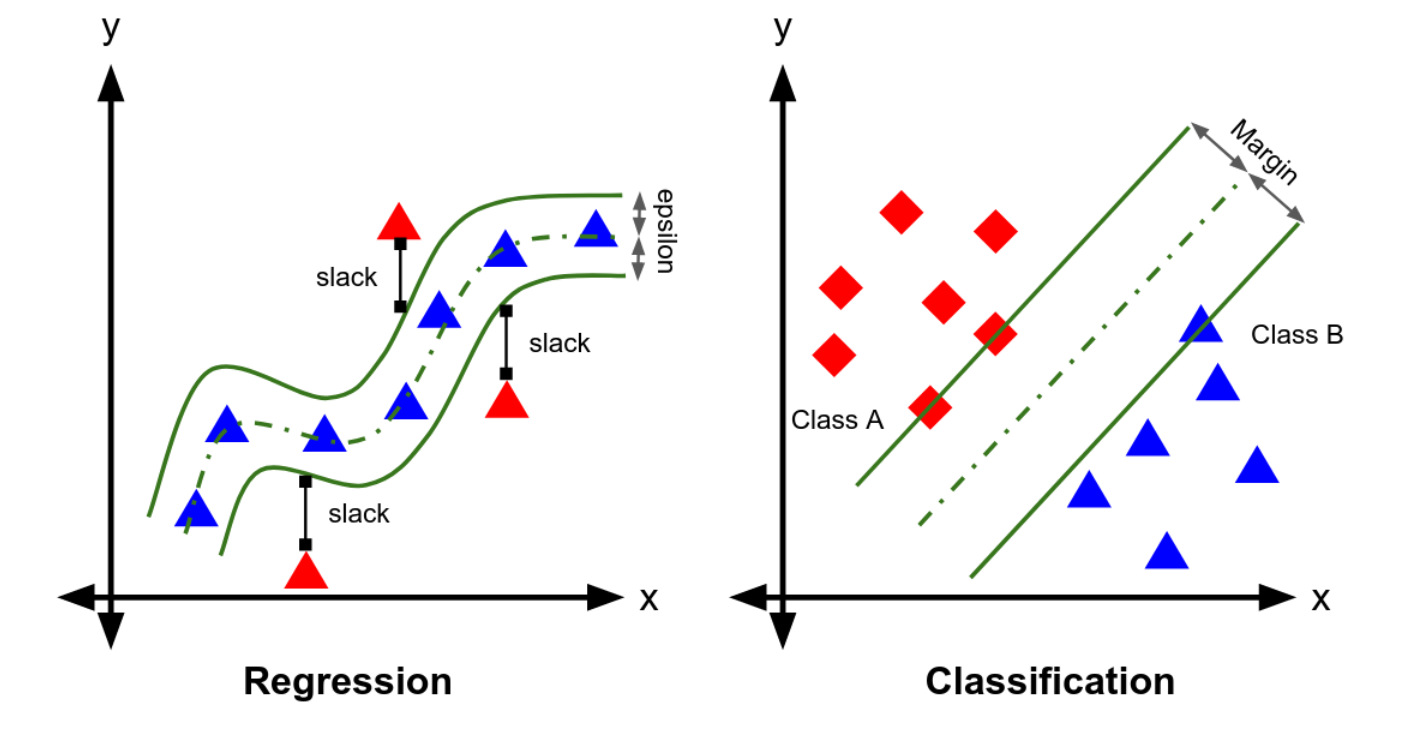 y
slack
slack
slack
epsilon
x
Regression
y
Margin
Class B
Class A
x
Classification